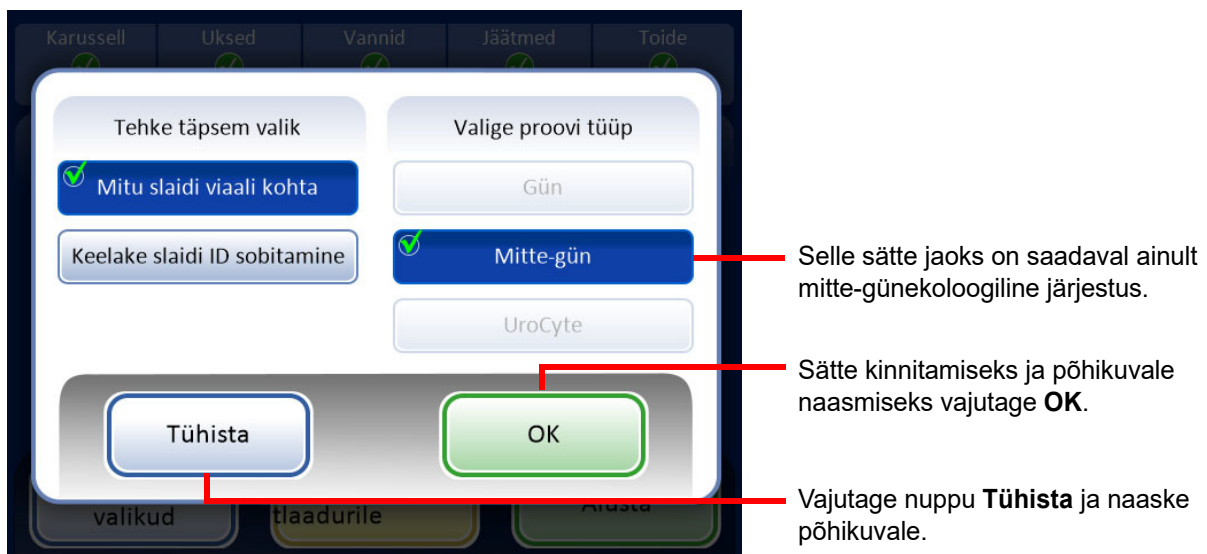 Karussell Uksed Vannid Jäätmed Toide
Tehke täpsem valik
Valige proovi tüüp
Mitu slaidi viaali kohta
Gün
Keelake slaidi ID sobitamine
Mitte-gün
Selle sätte jaoks on saadaval ainult
mitte-günekoloogiline järjestus.
UroCyte
Sätte kinnitamiseks ja põhikuvale
naasmiseks vajutage OK.
Tühista
OK
Vajutage nuppu Tühista ja naaske
põhikuvale.
valikud
tlaadurile
Alusta